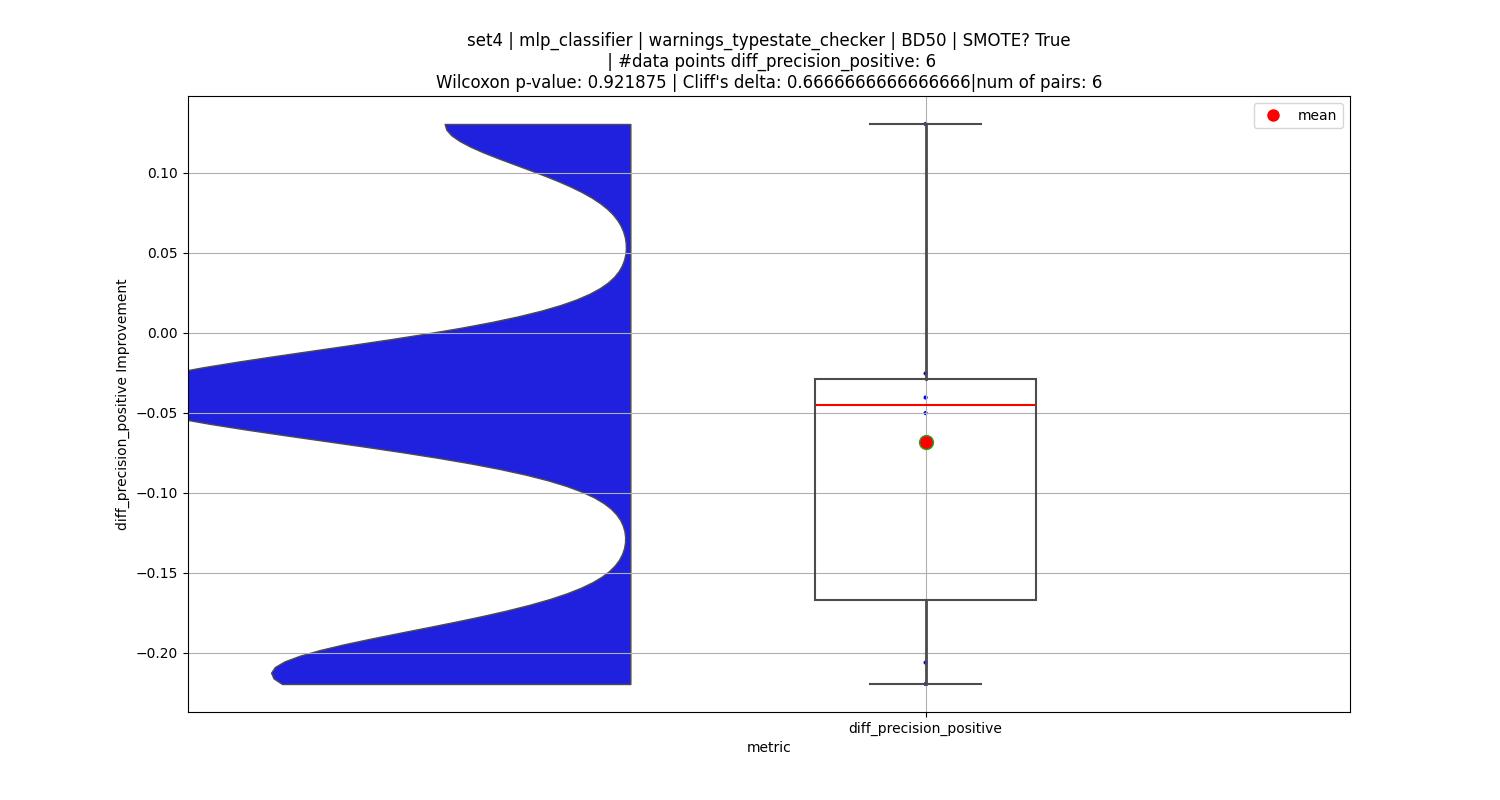 set4 | mlp_classifier | warnings_typestate_checker | BD50 | SMOTE? True
| #data points diff_precision_positive: 6
Wilcoxon p-value: 0.921875 | Cliff's delta: 0.6666666666666666|num of pairs: 6
mean
0.10
0.05
0.00
−0.05
−0.10
−0.15
−0.20
diff_precision_positive Improvement
diff_precision_positive
metric